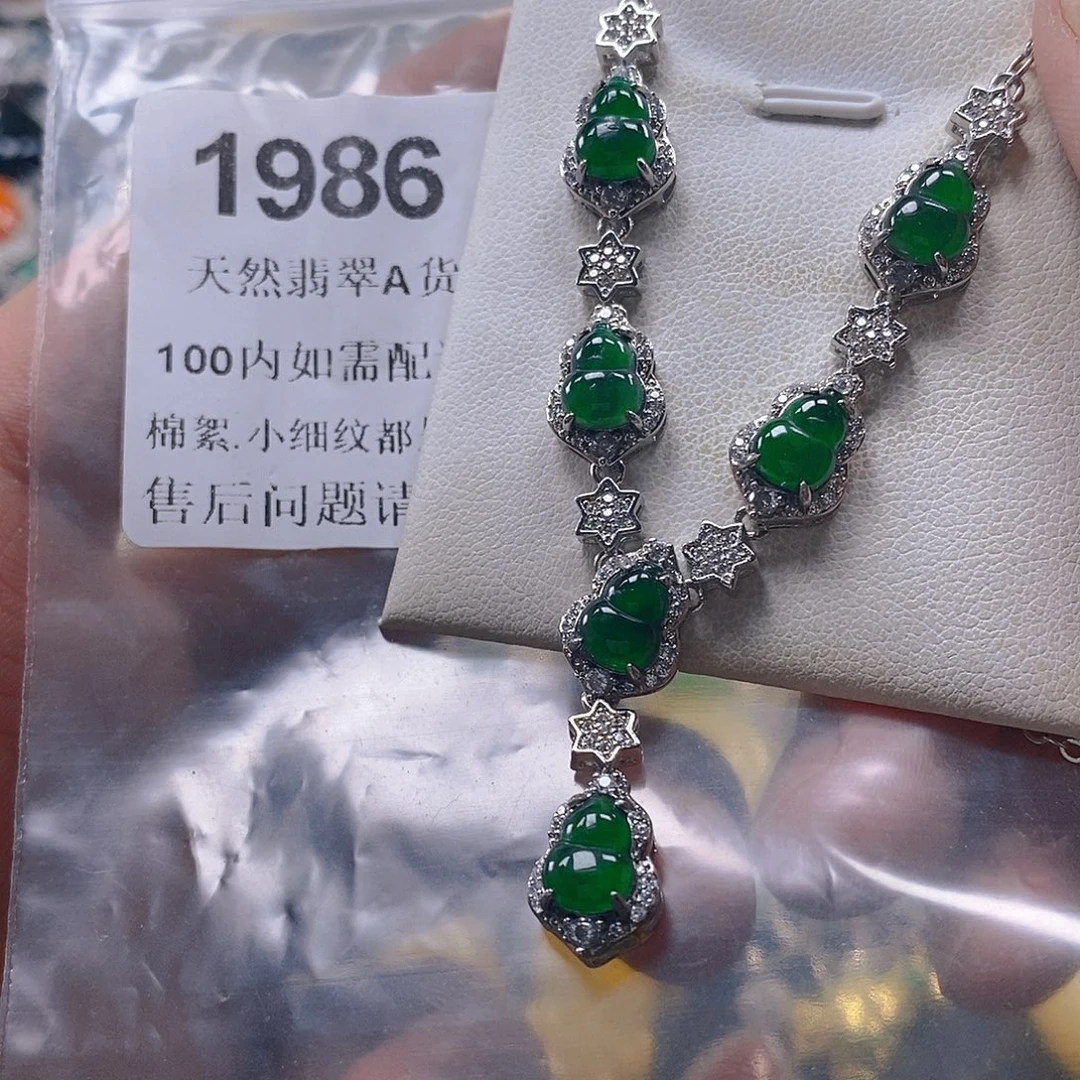 1986
天然翡翠A货
100内如需配
棉絮.小细纹都
售后问题请